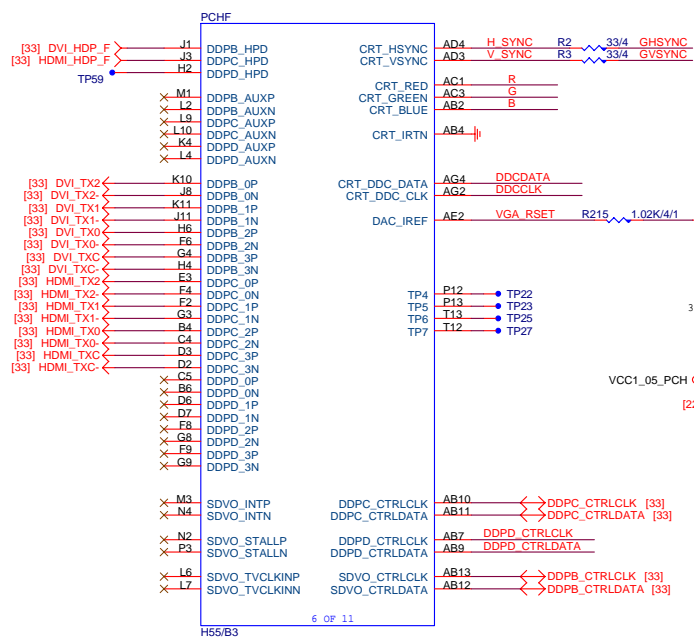 PCHF
[33] DVI_HDP_F J1 DDPB_HPD CRT_HSYNC AD4 H_SYNC R2 33/4 GHSYNC
[33] HDMI_HDP_F J3 DDPC_HPD CRT_VSYNC AD3 V_SYNC R3 33/4 GVSYNC
TP59 H2 DDPD_HPD
CRT_RED AC1 R
M1 DDPB_AUXP CRT_GREEN AC3 G
L2 DDPB_AUXN CRT_BLUE AB2 B
L9 DDPC_AUXP
L10 DDPC_AUXN CRT_IRTN AB4
K4 DDPD_AUXP
L4 DDPD_AUXN
[33] DVI_TX2 K10 DDPB_0P CRT_DDC_DATA AG4 DDCDATA
[33] DVI_TX2- J8 DDPB_0N CRT_DDC_CLK AG2 DDCCLK
[33] DVI_TX1 K11 DDPB_1P
[33] DVI_TX1- J11 DDPB_1N DAC_IREF AE2 VGA_RSET R215 1.02K/4/1
[33] DVI_TX0 H6 DDPB_2P
[33] DVI_TX0- F6 DDPB_2N
[33] DVI_TXC G4 DDPB_3P
[33] DVI_TXC- H4 DDPB_3N
[33] HDMI_TX2 E3 DDPC_0P
[33] HDMI_TX2- F4 DDPC_0N TP4 P12 TP22
[33] HDMI_TX1 F2 DDPC_1P TP5 P13 TP23
[33] HDMI_TX1- G3 DDPC_1N TP6 T13 TP25
[33] HDMI_TX0 B4 DDPC_2P TP7 T12 TP27
[33] HDMI_TX0- C4 DDPC_2N
[33] HDMI_TXC D3 DDPC_3P
[33] HDMI_TXC- D2 DDPC_3N
C5 DDPD_0P VCC1_05_PCH
B6 DDPD_0N
D6 DDPD_1P [22
D7 DDPD_1N
F8 DDPD_2P
G8 DDPD_2N
F9 DDPD_3P
G9 DDPD_3N
M3 SDVO_INTP DDPC_CTRLCLK AB10 DDPC_CTRLCLK [33]
N4 SDVO_INTN DDPC_CTRLDATA AB11 DDPC_CTRLDATA [33]
N2 SDVO_STALLP DDPD_CTRLCLK AB7 DDPD_CTRLCLK
P3 SDVO_STALLN DDPD_CTRLDATA AB9 DDPD_CTRLDATA
L6 SDVO_TVCLKINP SDVO_CTRLCLK AB13 DDPB_CTRLCLK [33]
L7 SDVO_TVCLKINN SDVO_CTRLDATA AB12 DDPB_CTRLDATA [33]
6 OF 11
H55/B3